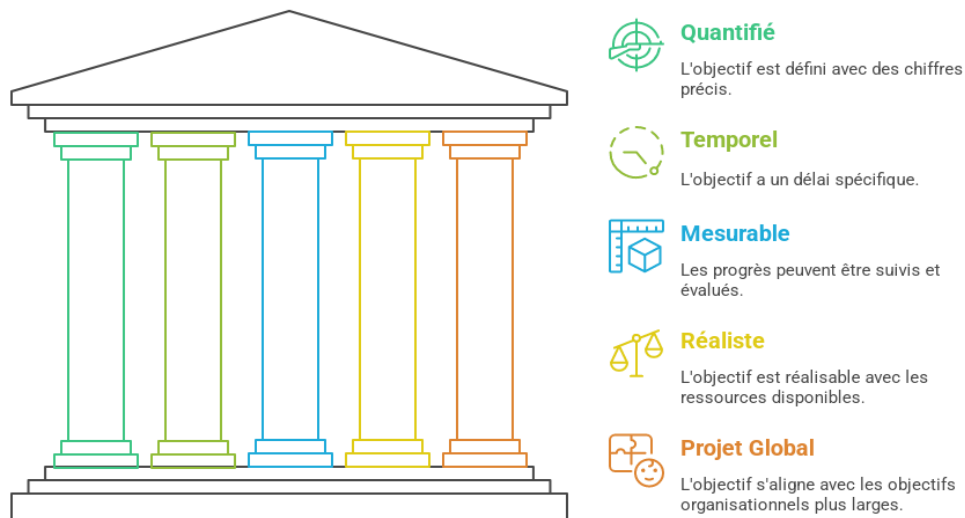 Quantifié
L'objectif est défini avec des chiffres
précis.
Temporel
L'objectif a un délai spécifique.
Mesurable
Les progrès peuvent être suivis et
évalués.
Réaliste
L'objectif est réalisable avec les
ressources disponibles.
Projet Global
L'objectif s'aligne avec les objectifs
organisationnels plus larges.